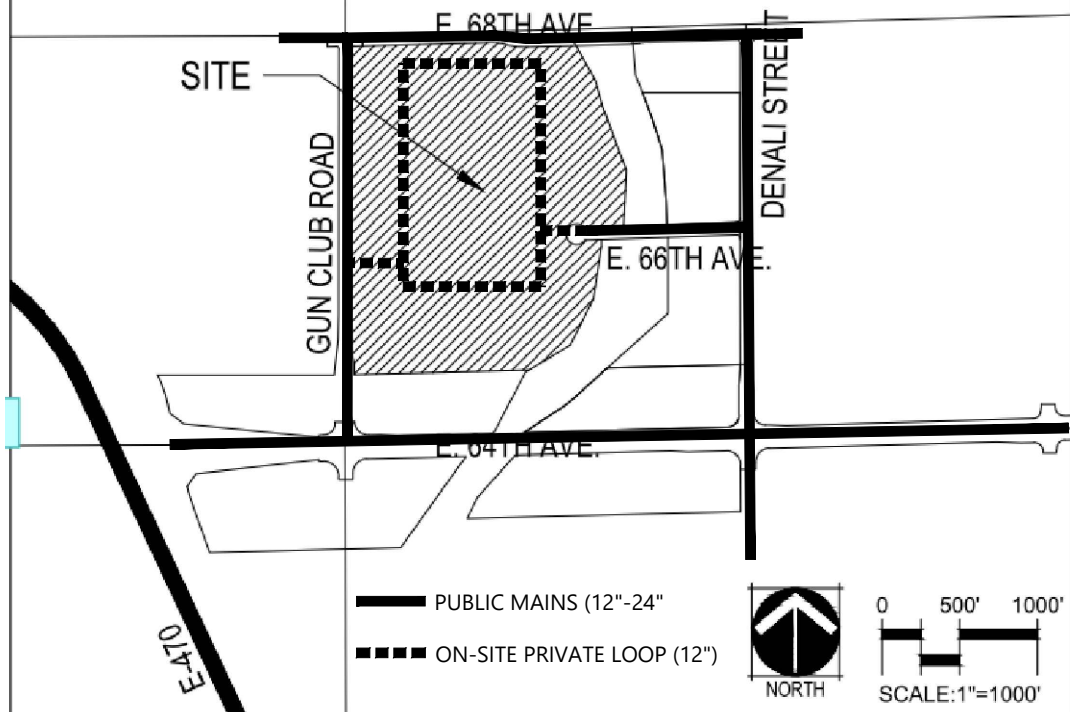 E. 68TH AVE
SITE
GUN CLUB ROAD
DENALI STREET
E. 66TH AVE.
E. 64TH AVE.
E-470
PUBLIC MAINS (12"-24"
ON-SITE PRIVATE LOOP (12")
NORTH
0 500' 1000'
SCALE:1"=1000'